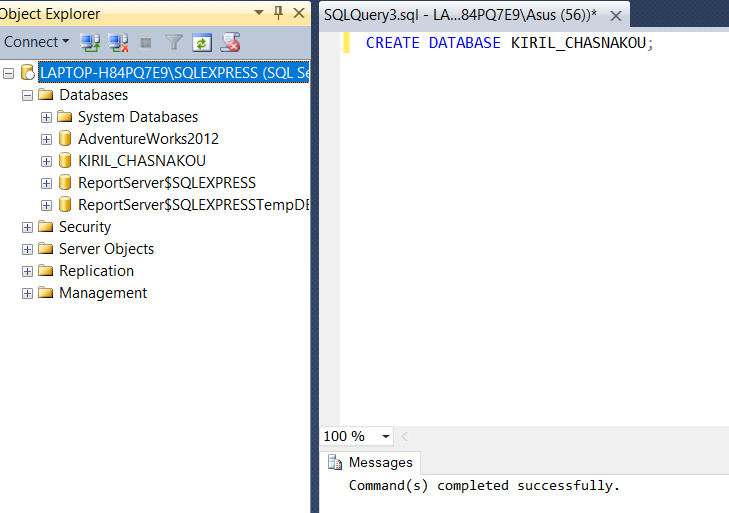 Object Explorer
Connect
LAPTOP-H84PQ7E9\SQLEXPRESS (SQL Se
Databases
System Databases
AdventureWorks2012
KIRIL_CHASNAKOU
ReportServer$SQLEXPRESS
ReportServer$SQLEXPRESSTempDB
Security
Server Objects
Replication
Management
SQLQuery3.sql - LA...84PQ7E9\Asus (56))*
CREATE DATABASE KIRIL_CHASNAKOU;
100 %
Messages
Command(s) completed successfully.